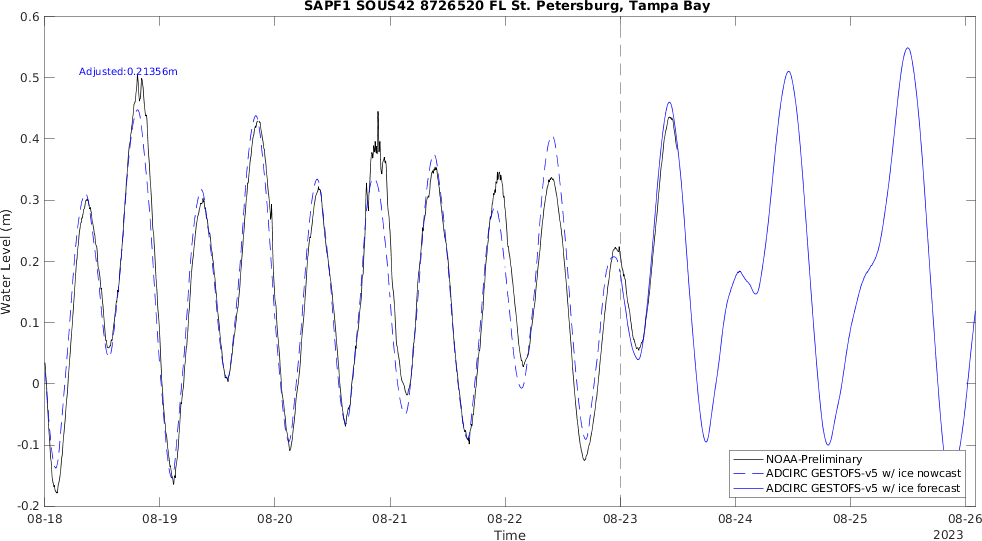 SAPF1 SOUS42 8726520 FL St. Petersburg, Tampa Bay
0.6
0.5
0.4
0.3
0.2
0.1
0
-0.1
-0.2
Water Level (m)
Adjusted:0.21356m
NOAA-Preliminary
ADCIRC GESTOFS-v5 w/ ice nowcast
ADCIRC GESTOFS-v5 w/ ice forecast
08-18 08-19 08-20 08-21 08-22 08-23 08-24 08-25 08-26
Time
2023